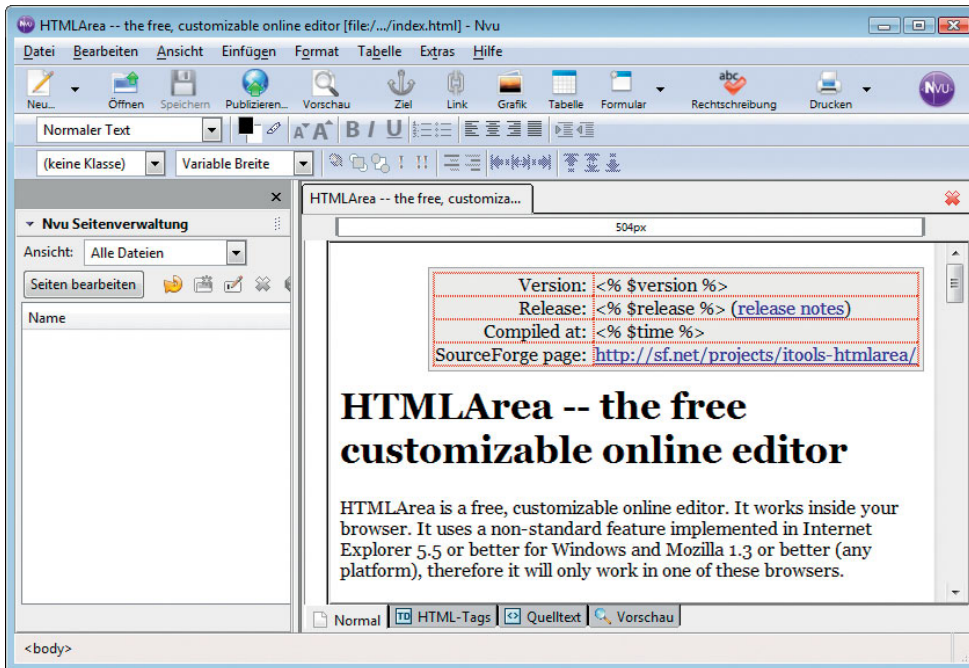 HTMLArea -- the free, customizable online editor [file:/.../index.html] - Nvu
Datei Bearbeiten Ansicht Einfügen Format Tabelle Extras Hilfe
Neu... Öffnen Speichern Publizieren... Vorschau Ziel Link Grafik Tabelle Formular Rechtschreibung Drucken
Normaler Text
(keine Klasse) Variable Breite
HTMLArea -- the free, customiza...
Nvu Seitenverwaltung
504px
Ansicht: Alle Dateien
Seiten bearbeiten
Name
Version: <% $version %>
Release: <% $release %> (release notes)
Compiled at: <% $time %>
SourceForge page: http://sf.net/projects/itools-htmlarea/
HTMLArea -- the free
customizable online editor
HTMLArea is a free, customizable online editor. It works inside your
browser. It uses a non-standard feature implemented in Internet
Explorer 5.5 or better for Windows and Mozilla 1.3 or better (any
platform), therefore it will only work in one of these browsers.
Normal HTML-Tags Quelltext Vorschau
<body>